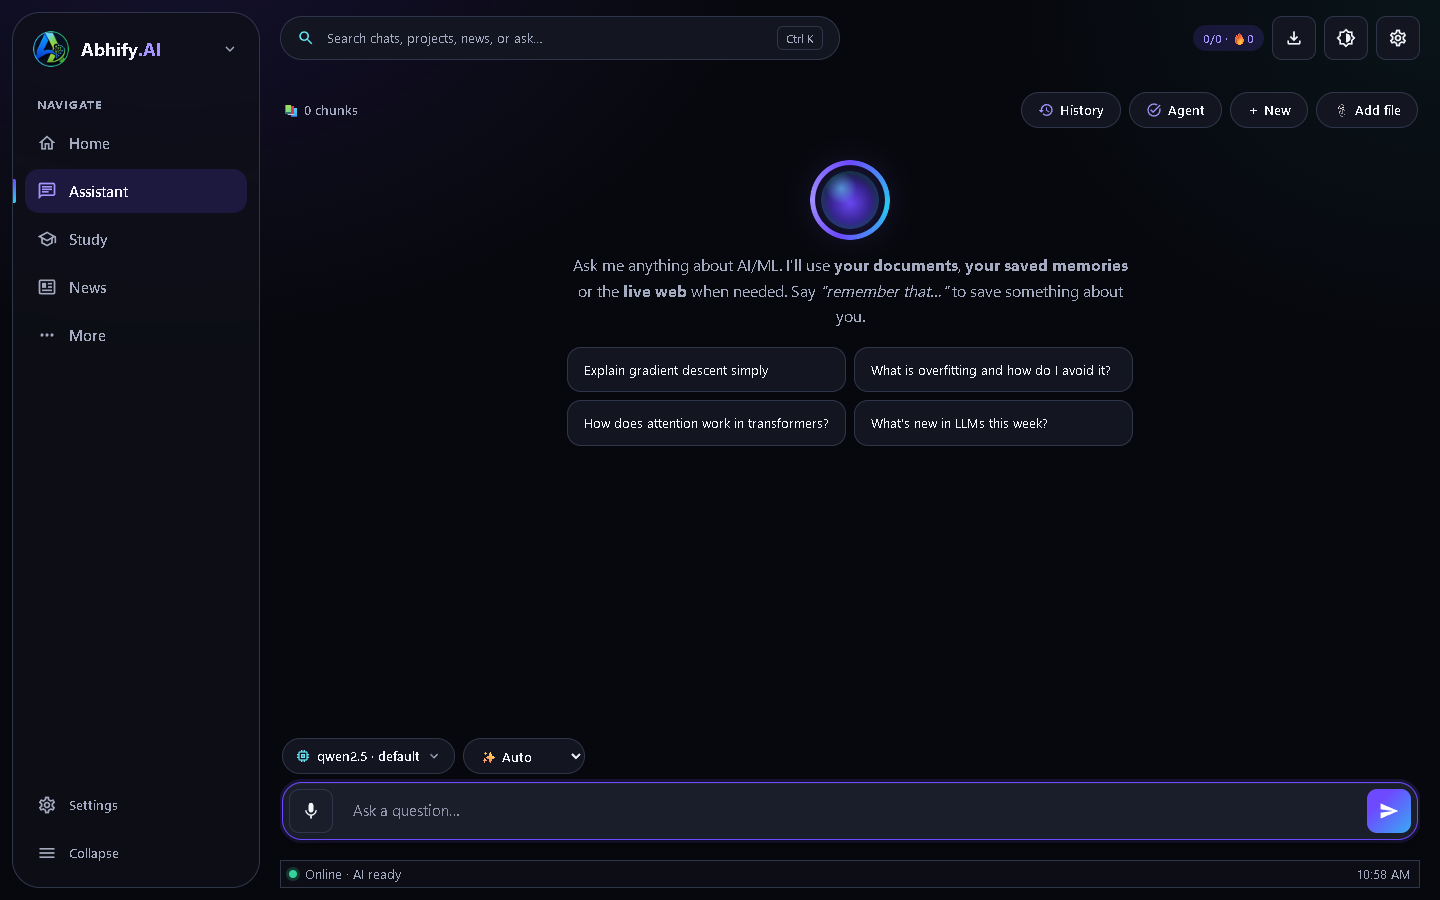 Abhify.AI
NAVIGATE
Home
Assistant
Study
News
More
Settings
Collapse
Search chats, projects, news, or ask...
Ctrl K
0/0 · 🔥 0
0 chunks
History
Agent
+ New
Add file
Ask me anything about AI/ML. I'll use your documents, your saved memories
or the live web when needed. Say "remember that..." to save something about
you.
Explain gradient descent simply
What is overfitting and how do I avoid it?
How does attention work in transformers?
What's new in LLMs this week?
qwen2.5 · default
✨ Auto
Ask a question...
Online · AI ready
10:58 AM